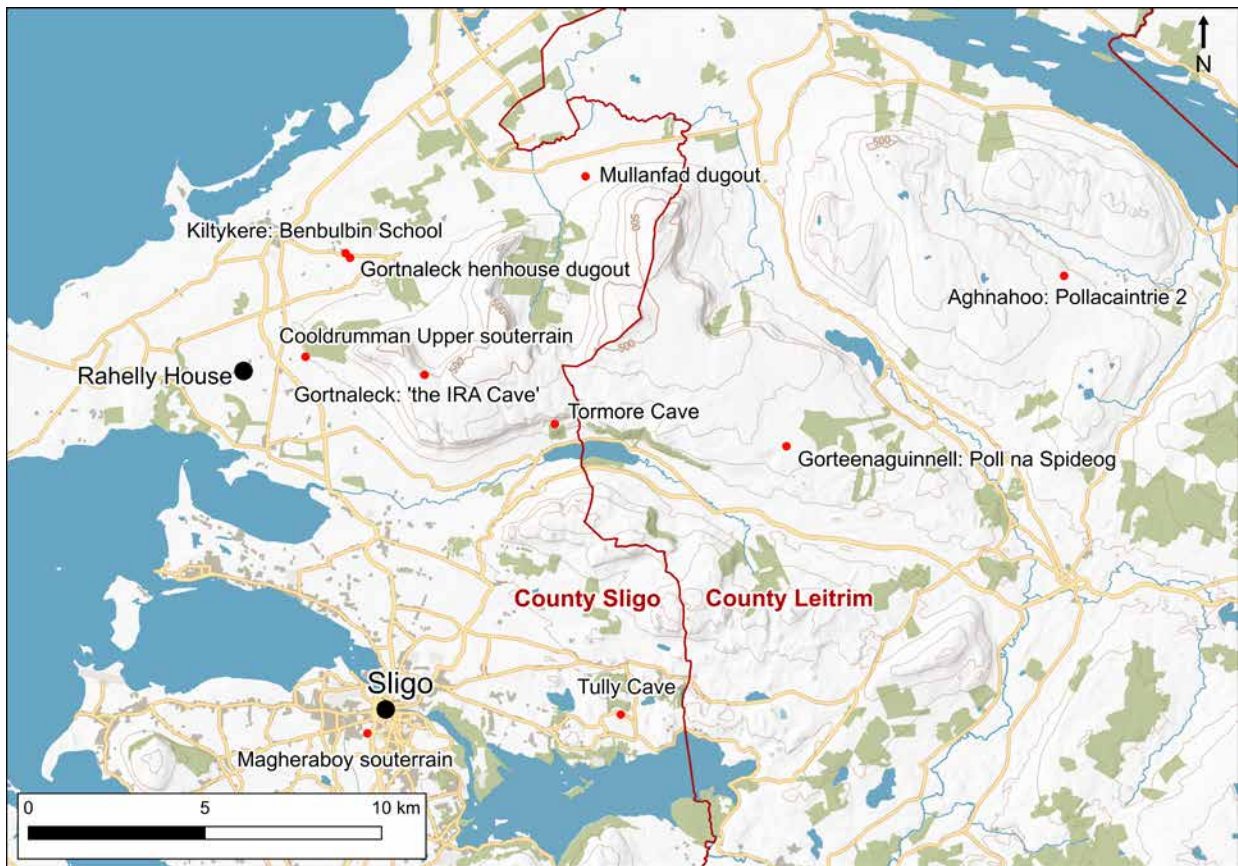 N
500
Mullanfad dugout
500
Kiltykere: Benbulbin School
Gortnaleck henhouse dugout
Aghnahoo: Pollacaintrie 2
500
Cooldrumman Upper souterrain
500
500
Rahelly House
Gortnaleck: 'the IRA Cave'
Tormore Cave
Gorteenaguinnell: Poll na Spideog
County Sligo
County Leitrim
Sligo
Tully Cave
Magheraboy souterrain
0 5 10 km